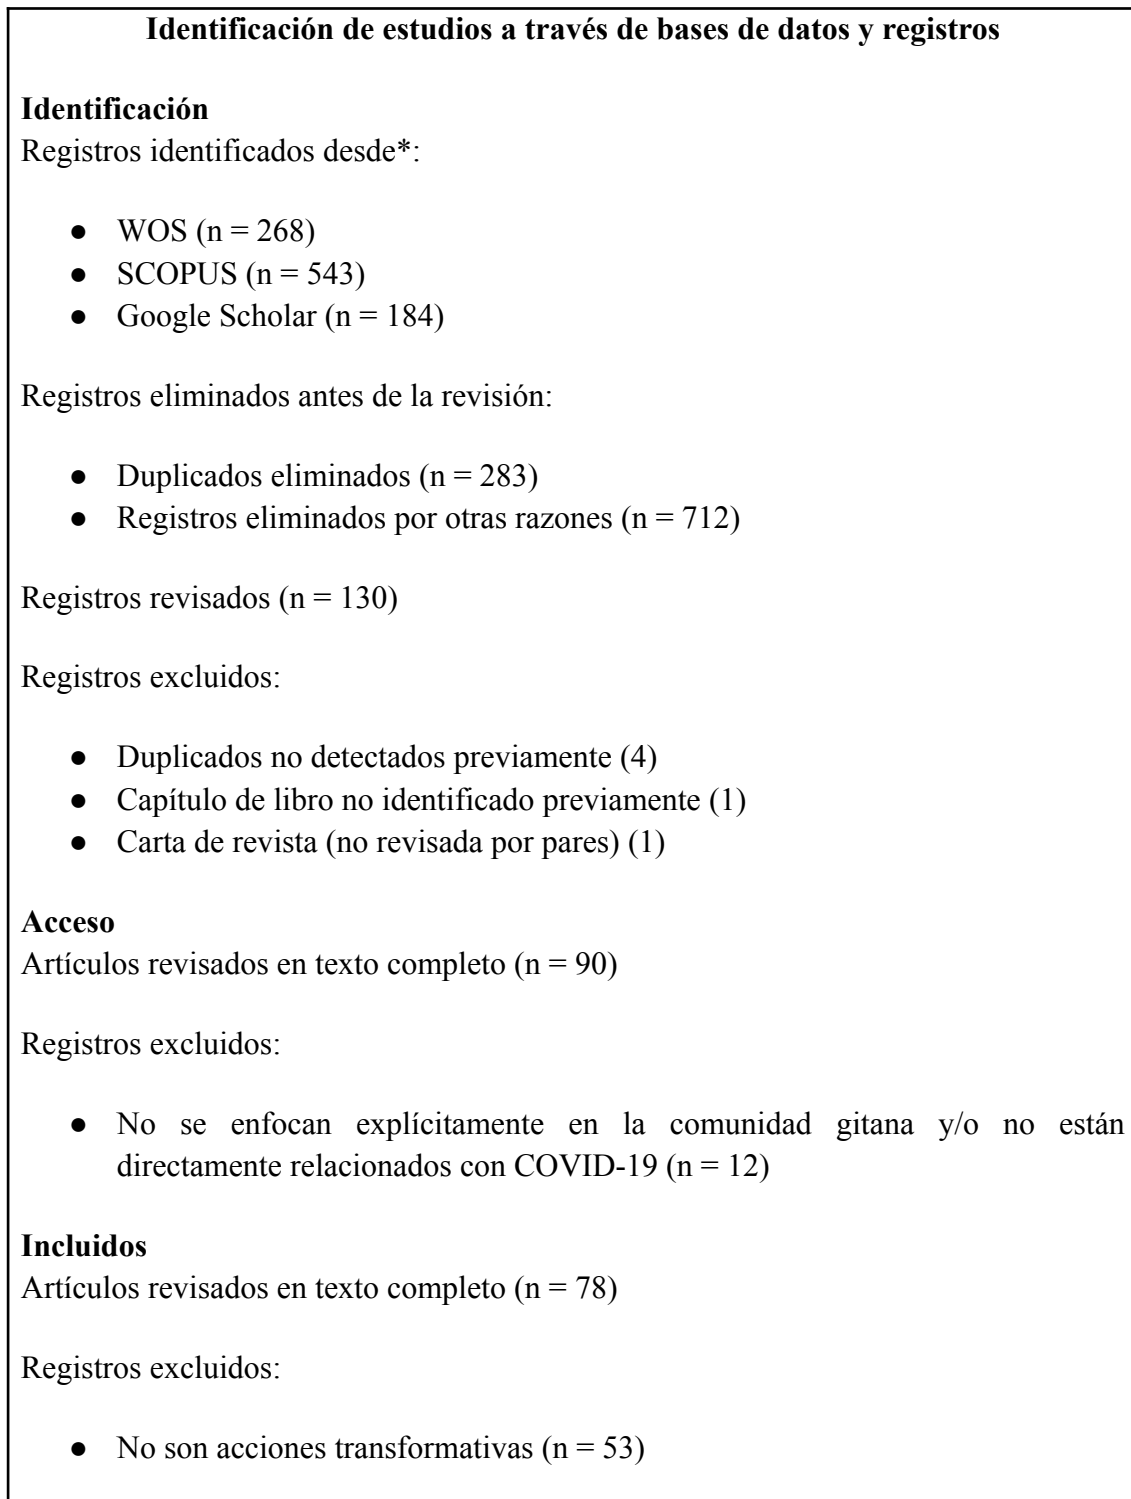 Identificación de estudios a través de bases de datos y registros
Identificación
Registros identificados desde*:
● WOS (n = 268)
● SCOPUS (n = 543)
● Google Scholar (n = 184)
Registros eliminados antes de la revisión:
● Duplicados eliminados (n = 283)
● Registros eliminados por otras razones (n = 712)
Registros revisados (n = 130)
Registros excluidos:
● Duplicados no detectados previamente (4)
● Capítulo de libro no identificado previamente (1)
● Carta de revista (no revisada por pares) (1)
Acceso
Artículos revisados en texto completo (n = 90)
Registros excluidos:
● No se enfocan explícitamente en la comunidad gitana y/o no están
directamente relacionados con COVID-19 (n = 12)
Incluidos
Artículos revisados en texto completo (n = 78)
Registros excluidos:
● No son acciones transformativas (n = 53)